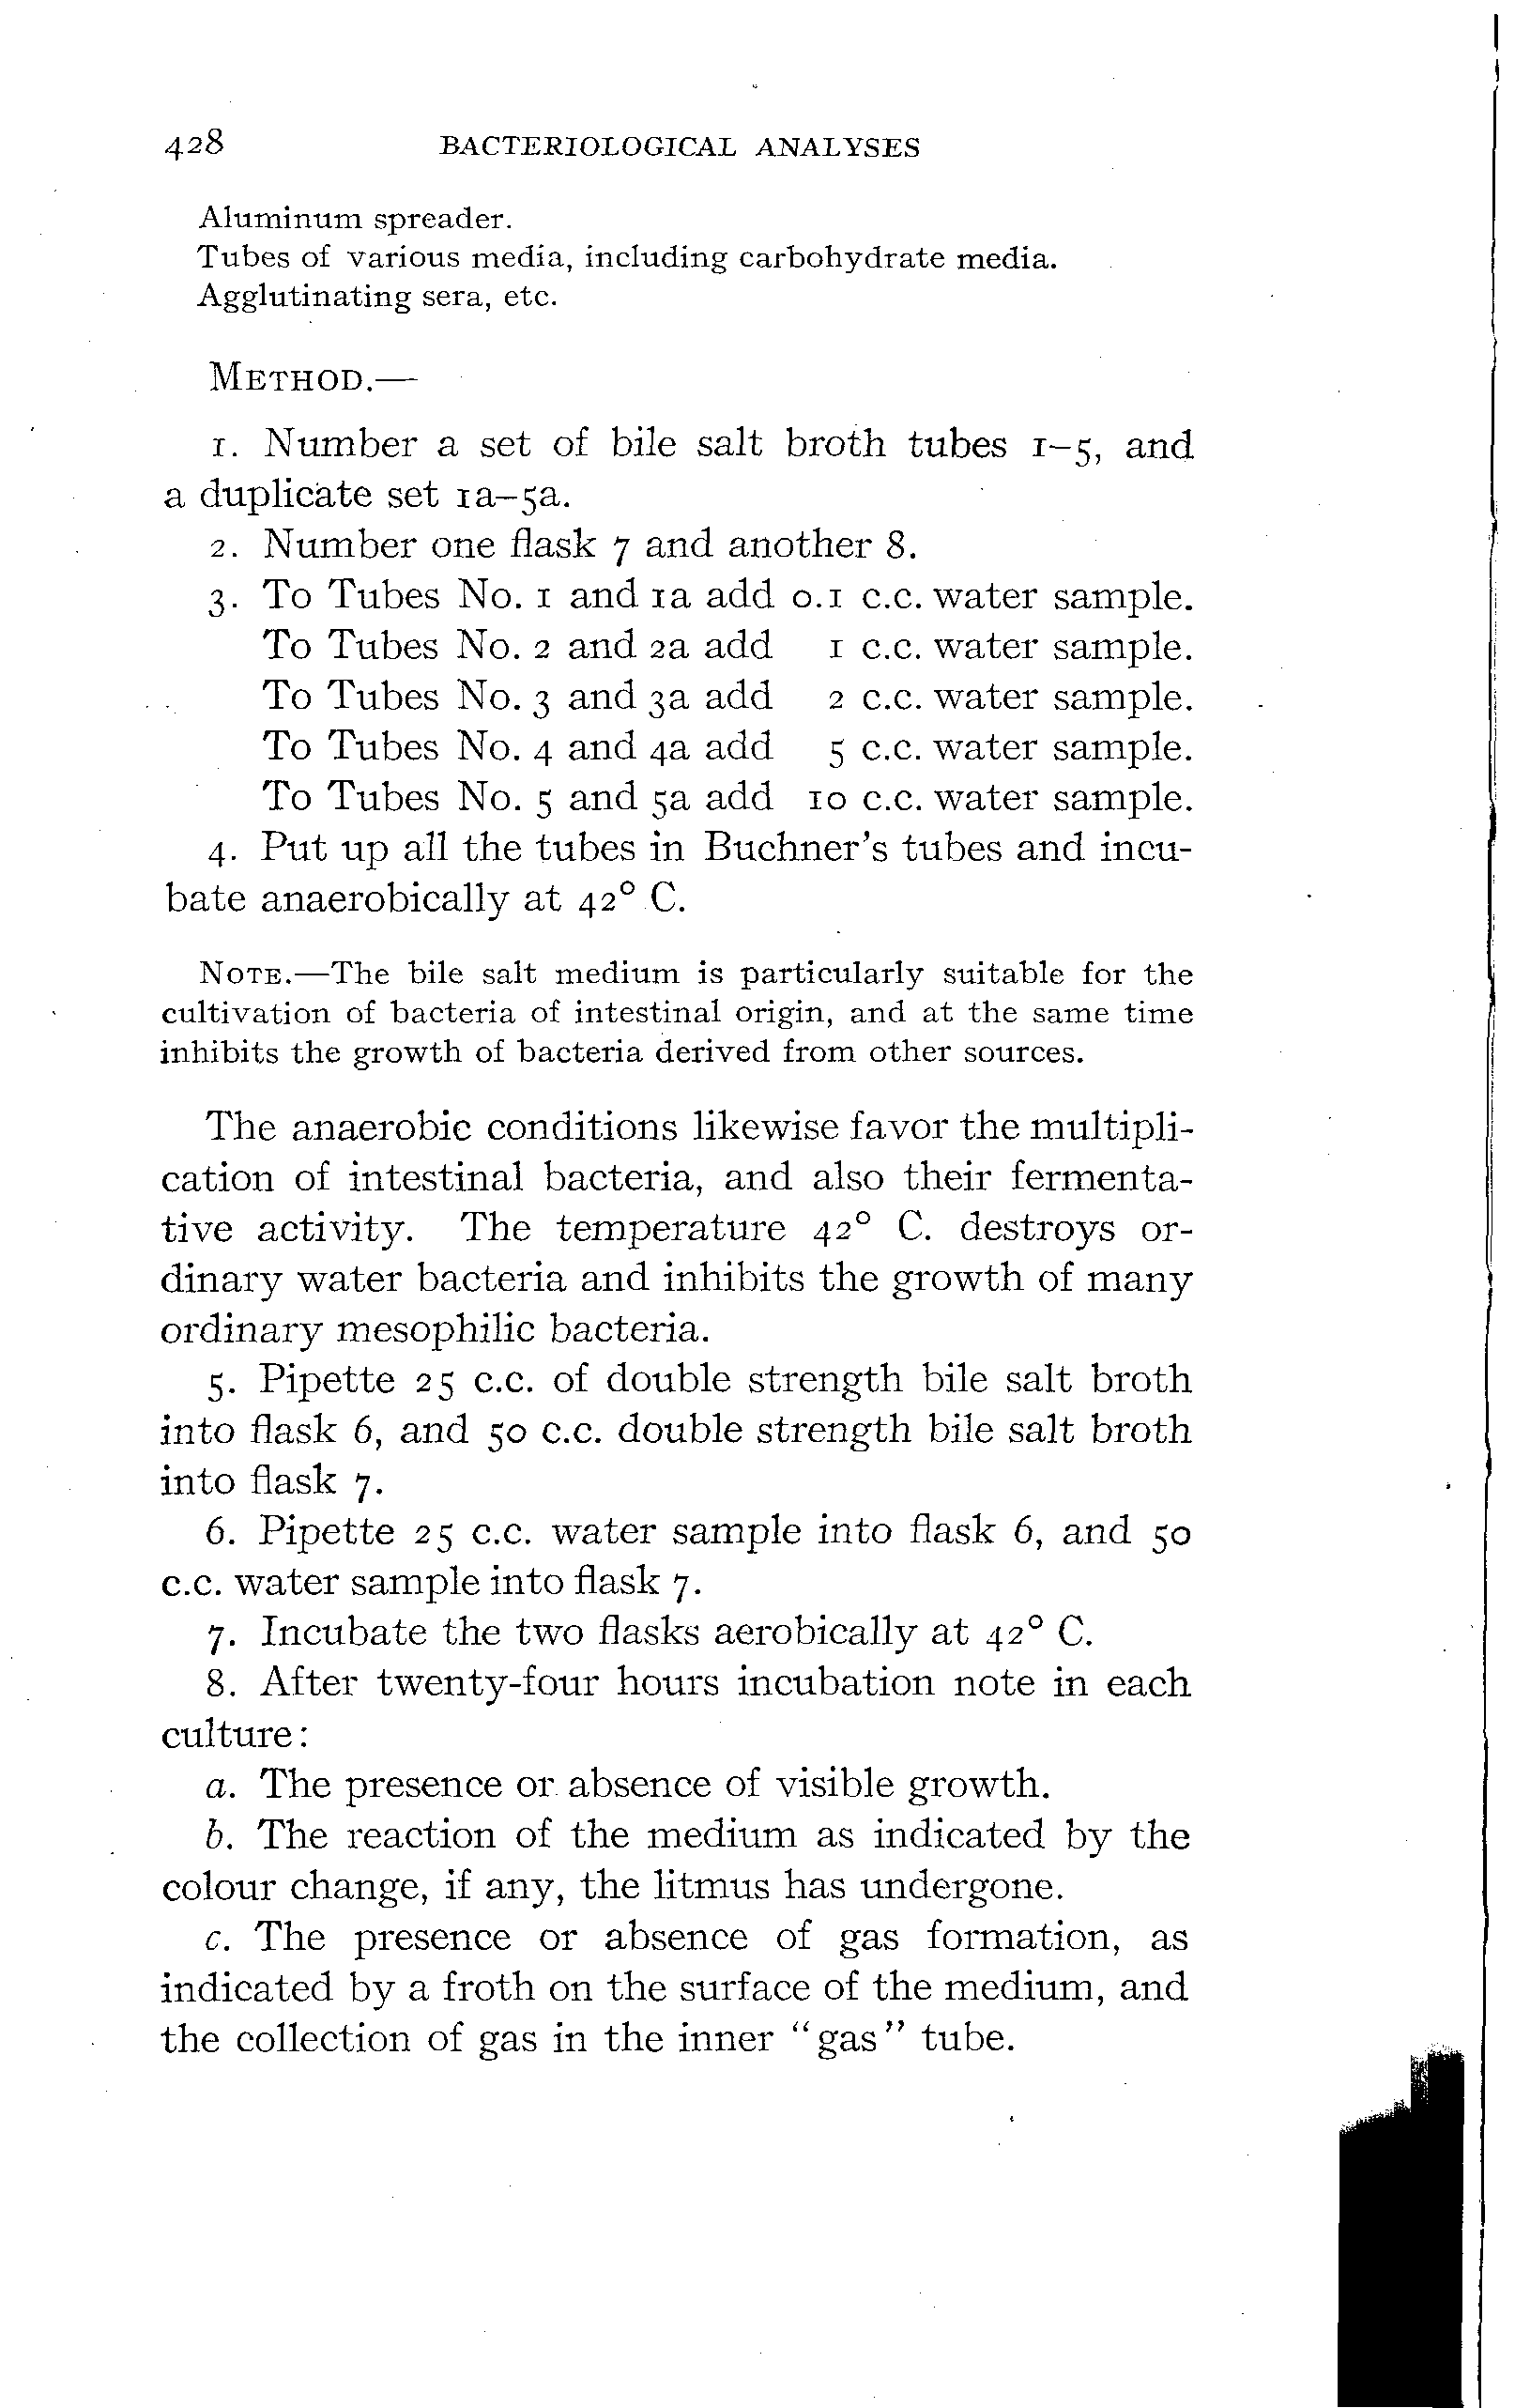 428 BACTERIOLOGICAL ANALYSES
Aluminum spreader.
Tubes of various media, including carbohydrate media.
Agglutinating sera, etc.
METHOD.—
1. Number a set of bile salt broth tubes 1–5, and
a duplicate set 1a–5a.
2. Number one flask 7 and another 8.
3. To Tubes No. 1 and 1a add 0.1 c.c. water sample.
To Tubes No. 2 and 2a add 1 c.c. water sample.
To Tubes No. 3 and 3a add 2 c.c. water sample.
To Tubes No. 4 and 4a add 5 c.c. water sample.
To Tubes No. 5 and 5a add 10 c.c. water sample.
4. Put up all the tubes in Buchner's tubes and incu-
bate anaerobically at 42° C.
NOTE.—The bile salt medium is particularly suitable for the
cultivation of bacteria of intestinal origin, and at the same time
inhibits the growth of bacteria derived from other sources.
The anaerobic conditions likewise favor the multipli-
cation of intestinal bacteria, and also their fermenta-
tive activity. The temperature 42° C. destroys or-
dinary water bacteria and inhibits the growth of many
ordinary mesophilic bacteria.
5. Pipette 25 c.c. of double strength bile salt broth
into flask 6, and 50 c.c. double strength bile salt broth
into flask 7.
6. Pipette 25 c.c. water sample into flask 6, and 50
c.c. water sample into flask 7.
7. Incubate the two flasks aerobically at 42° C.
8. After twenty-four hours incubation note in each
culture:
a. The presence or absence of visible growth.
b. The reaction of the medium as indicated by the
colour change, if any, the litmus has undergone.
c. The presence or absence of gas formation, as
indicated by a froth on the surface of the medium, and
the collection of gas in the inner "gas" tube.